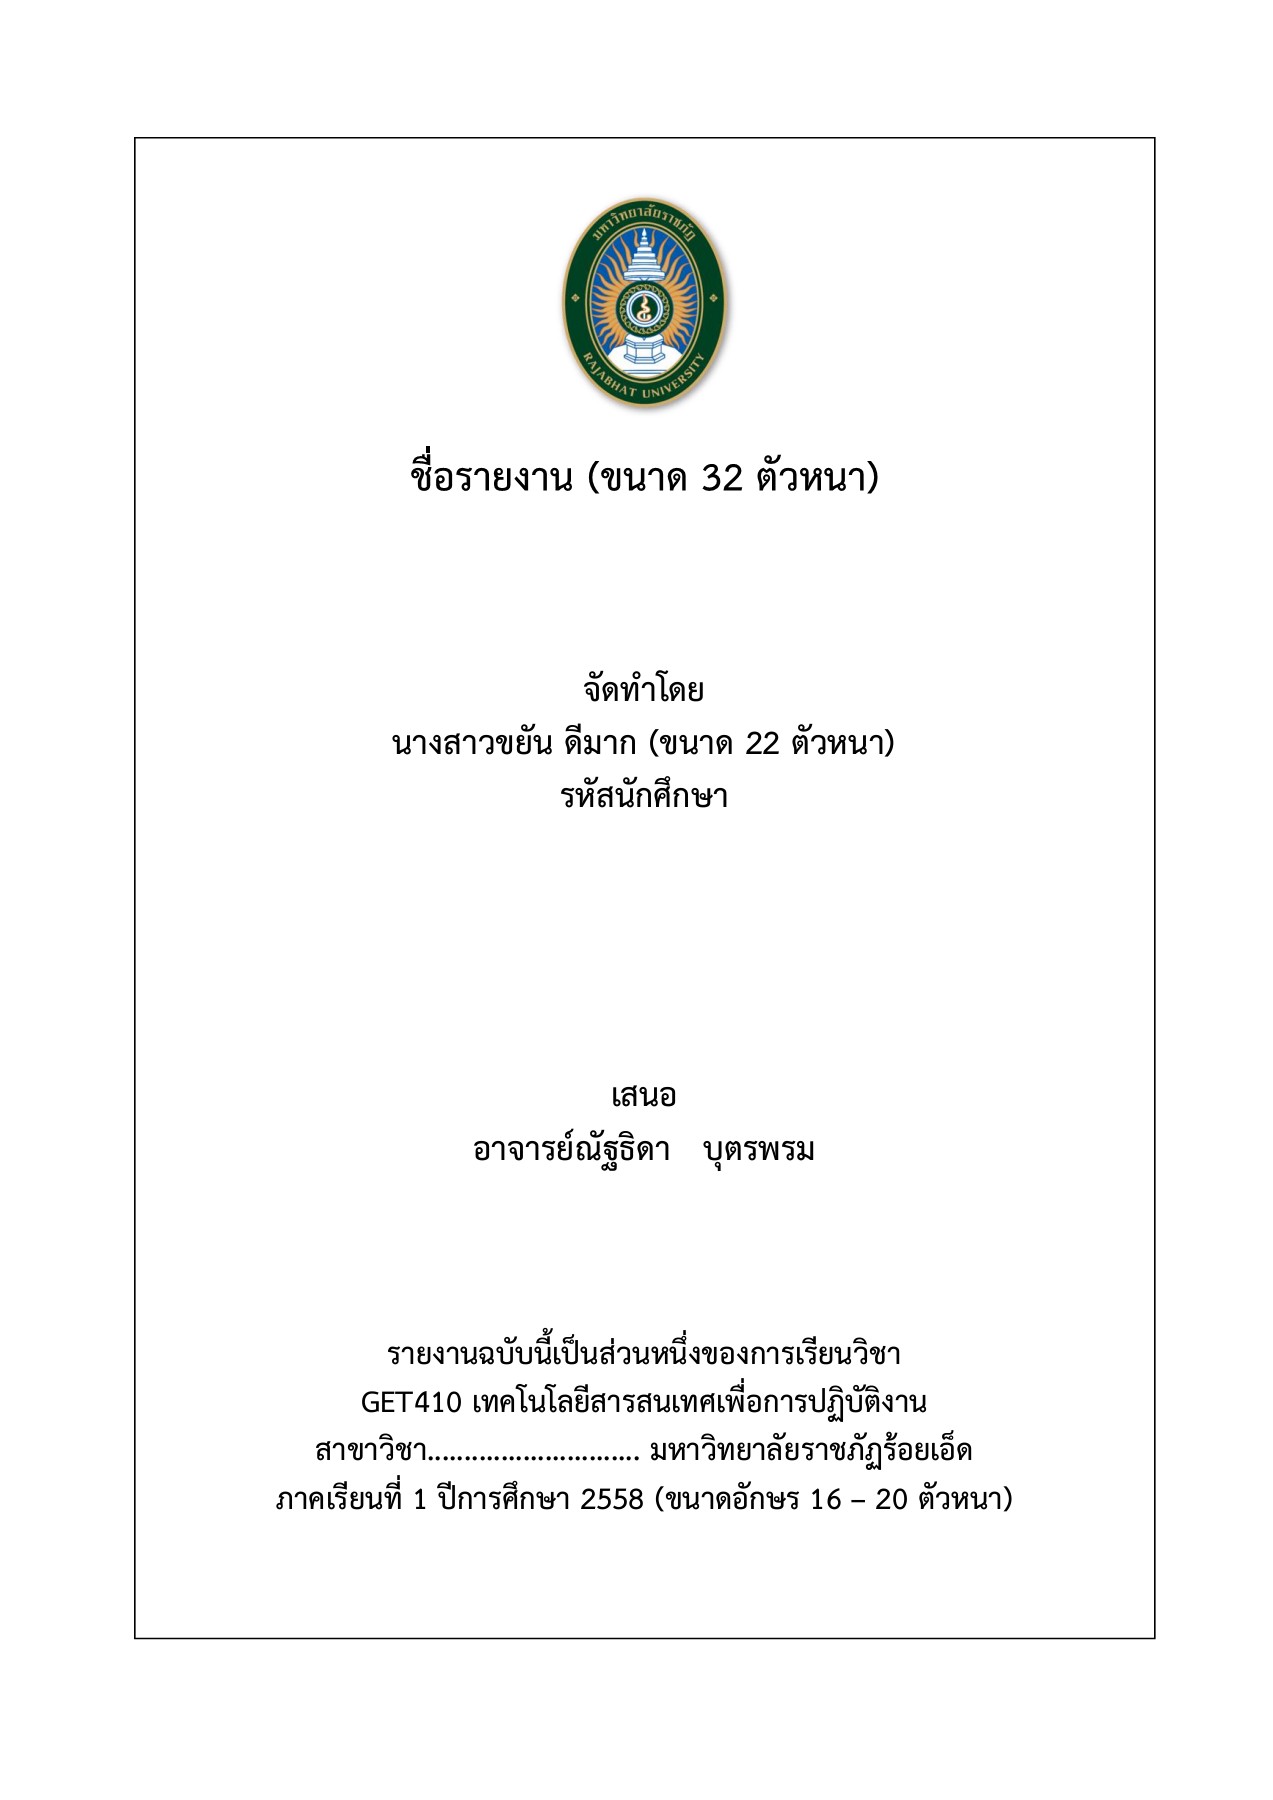 มหาวิทยาลัยราชภัฏ
RAJABHAT UNIVERSITY
ชื่อรายงาน (ขนาด 32 ตัวหนา)
จัดทำโดย
นางสาวขยัน ดีมาก (ขนาด 22 ตัวหนา)
รหัสนักศึกษา
เสนอ
อาจารย์ณัฐธิดา บุตรพรม
รายงานฉบับนี้เป็นส่วนหนึ่งของการเรียนวิชา
GET410 เทคโนโลยีสารสนเทศเพื่อการปฏิบัติงาน
สาขาวิชา............................. มหาวิทยาลัยราชภัฏร้อยเอ็ด
ภาคเรียนที่ 1 ปีการศึกษา 2558 (ขนาดอักษร 16 – 20 ตัวหนา)